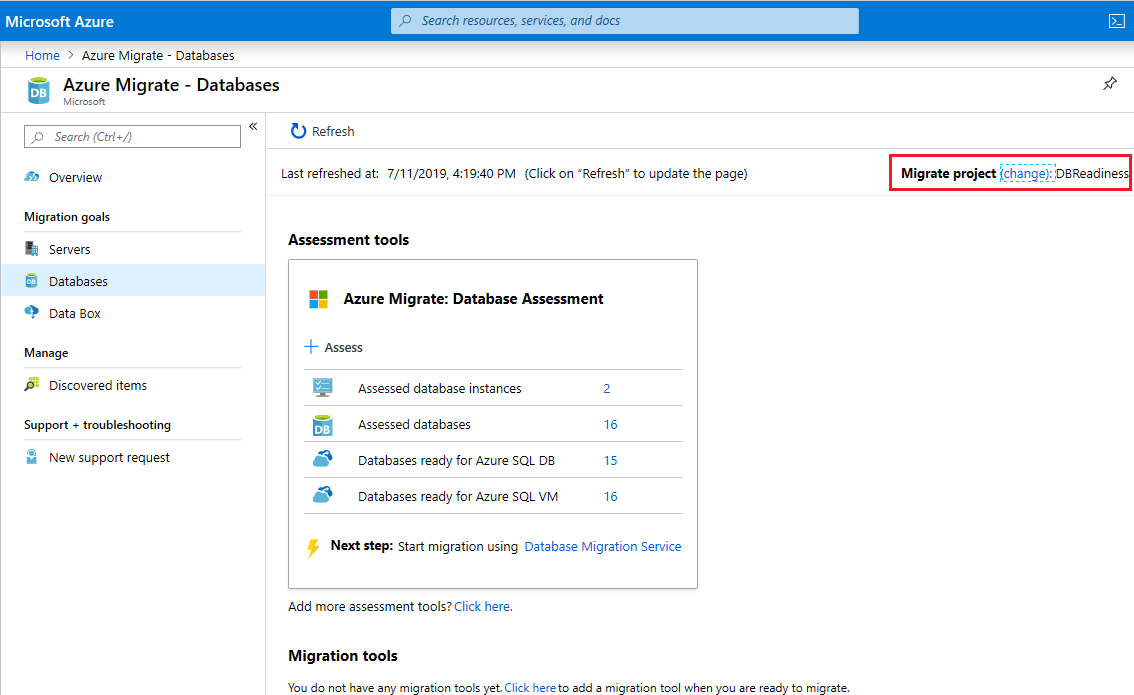 Microsoft Azure
Search resources, services, and docs
Home > Azure Migrate - Databases
DB
Azure Migrate - Databases
Microsoft
Search (Ctrl+/)
«
Overview
Migration goals
Servers
DB
Databases
Data Box
Manage
Discovered items
Support + troubleshooting
New support request
Refresh
Last refreshed at: 7/11/2019, 4:19:40 PM (Click on “Refresh” to update the page)
Migrate project (change): DBReadiness
Assessment tools
Azure Migrate: Database Assessment
+ Assess
Assessed database instances 2
DB
Assessed databases 16
Databases ready for Azure SQL DB 15
Databases ready for Azure SQL VM 16
Next step: Start migration using Database Migration Service
Add more assessment tools? Click here.
Migration tools
You do not have any migration tools yet. Click here to add a migration tool when you are ready to migrate.